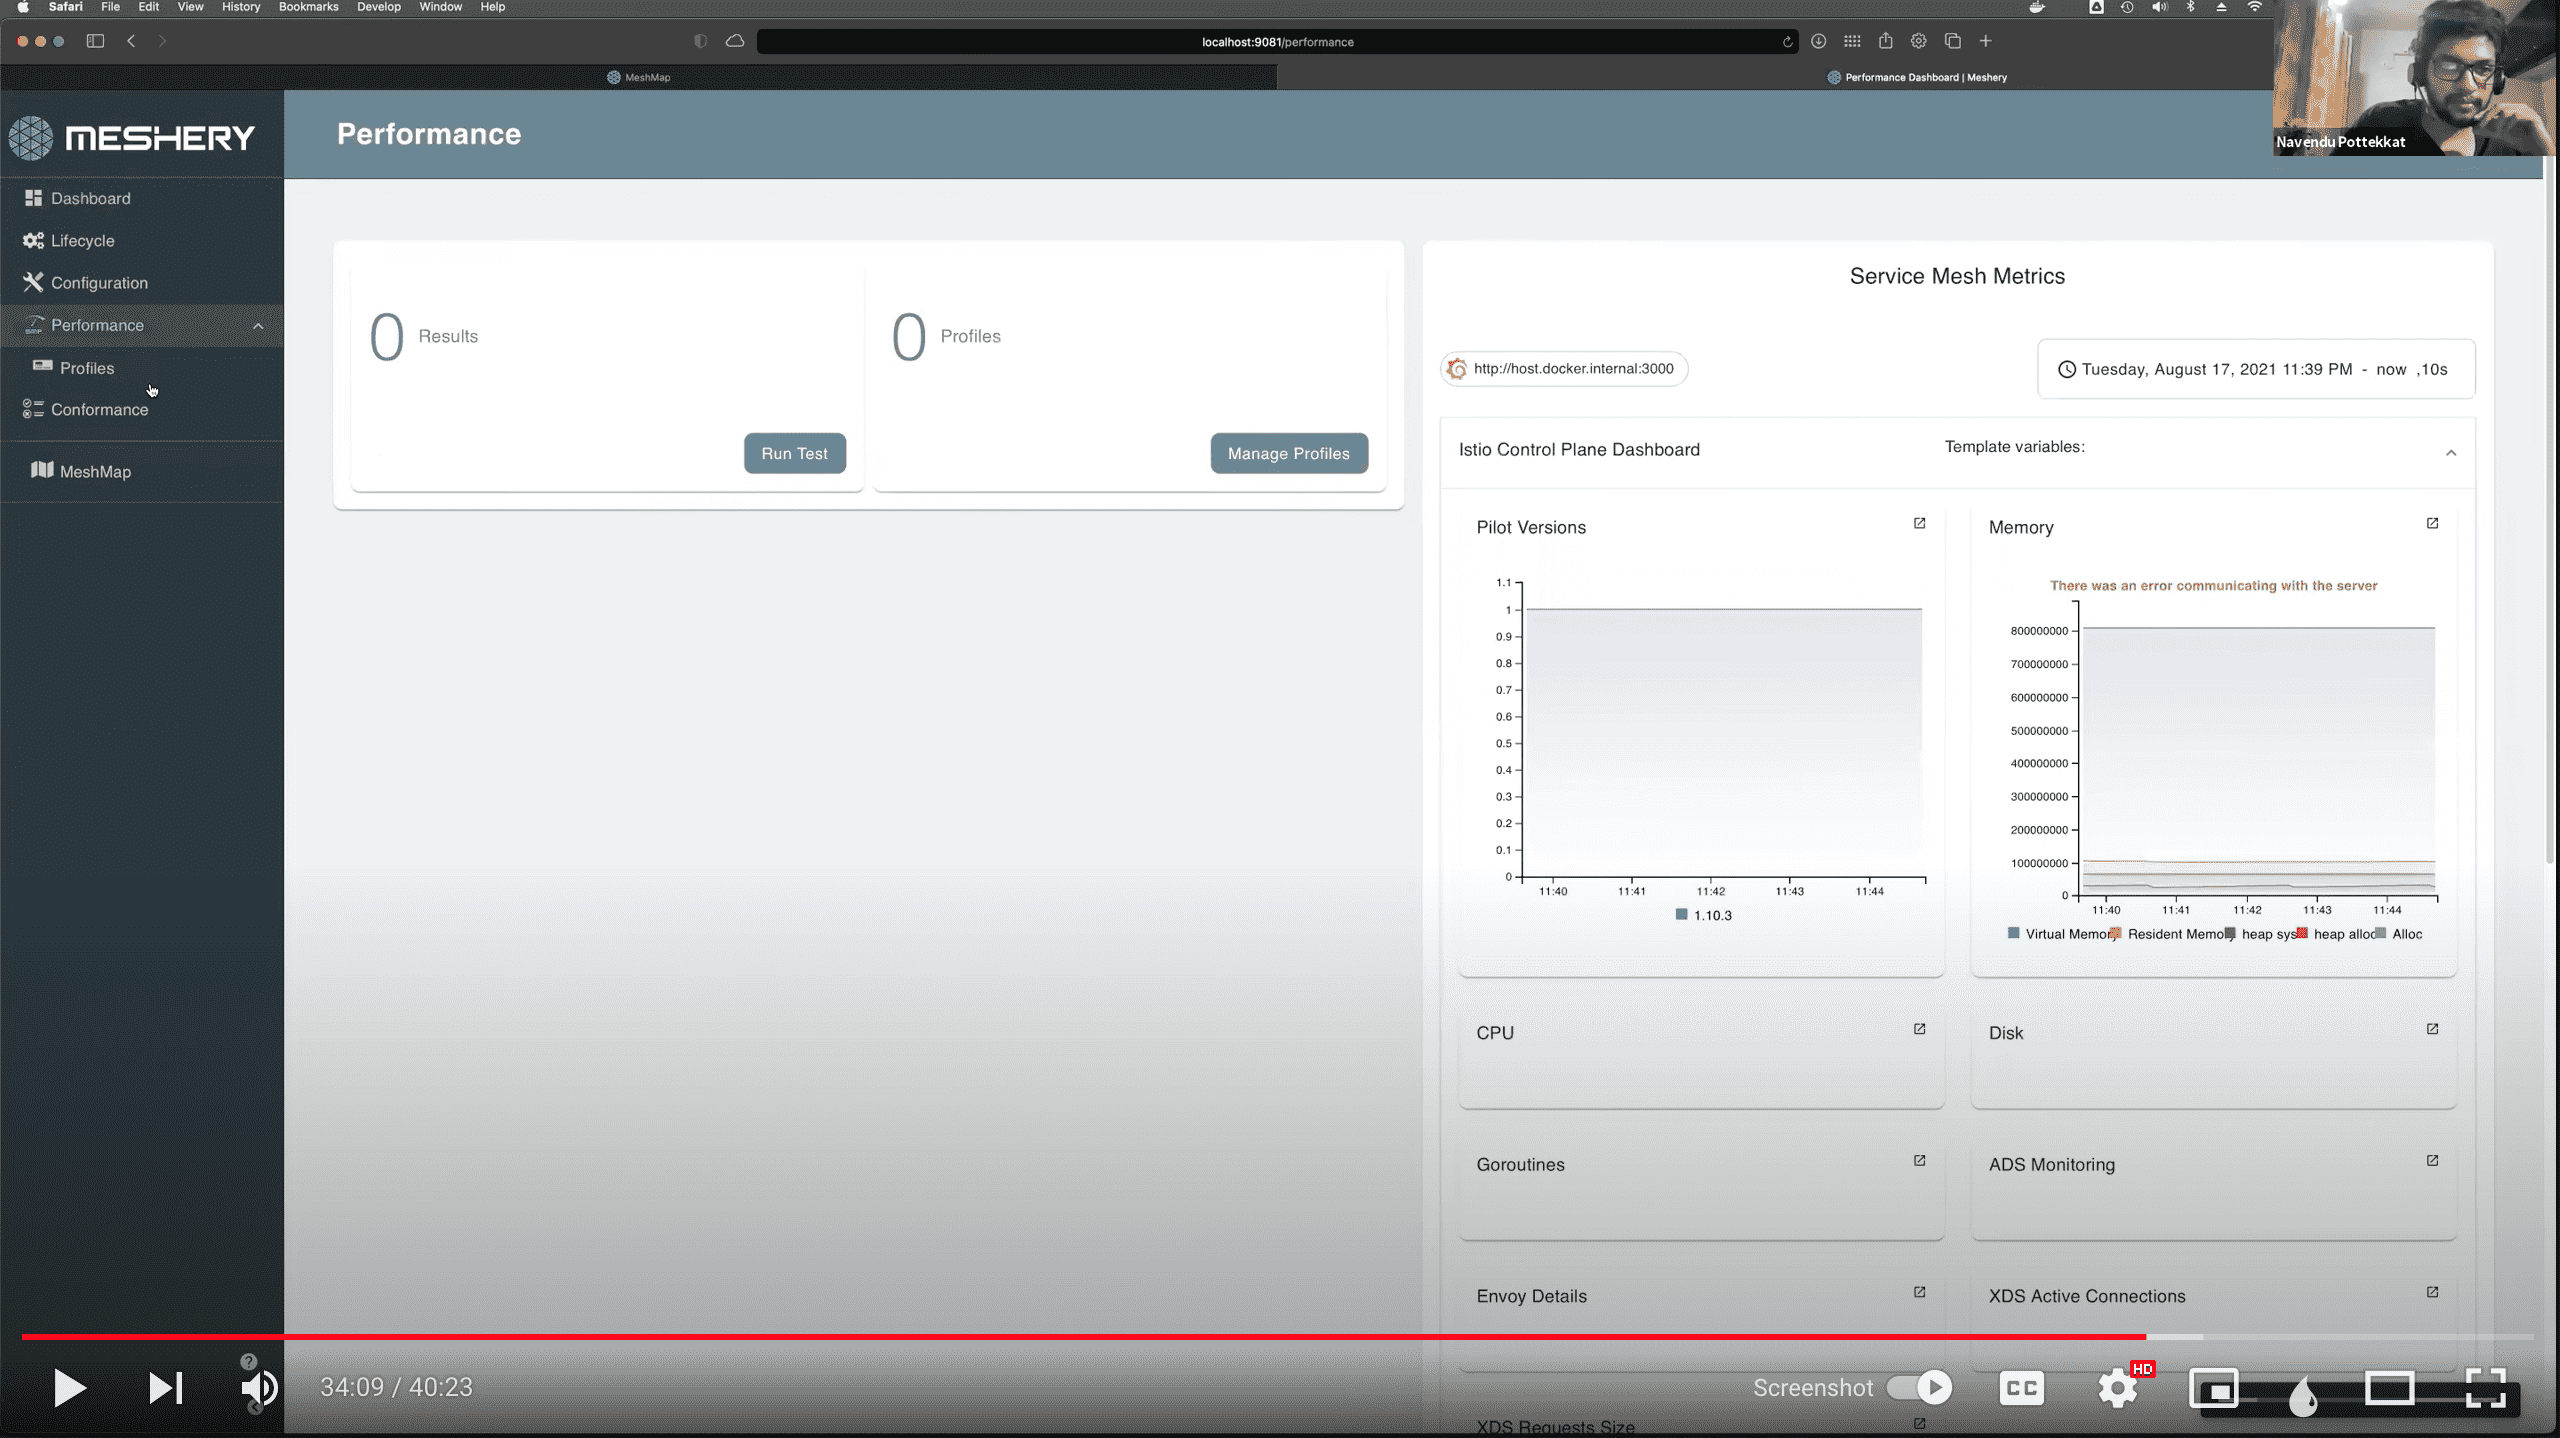 Safari File Edit View History Bookmarks Develop Window Help
localhost:9081/performance
MeshMap
Performance Dashboard | Meshery
Navendu Pottekkat
MESHERY
Performance
Dashboard
Lifecycle
Configuration
Performance
Profiles
Conformance
MeshMap
0 Results
Run Test
0 Profiles
Manage Profiles
Service Mesh Metrics
http://host.docker.internal:3000
Tuesday, August 17, 2021 11:39 PM - now ,10s
Istio Control Plane Dashboard
Template variables:
Pilot Versions
1.1
1
0.9
0.8
0.7
0.6
0.5
0.4
0.3
0.2
0.1
0
11:40 11:41 11:42 11:43 11:44
1.10.3
Memory
There was an error communicating with the server
800000000
700000000
600000000
500000000
400000000
300000000
200000000
100000000
0
11:40 11:41 11:42 11:43 11:44
Virtual Memory Resident Memory heap sys heap alloc Alloc
CPU
Disk
Goroutines
ADS Monitoring
Envoy Details
XDS Active Connections
XDS Requests Size
34:09 / 40:23
Screenshot
CC
HD